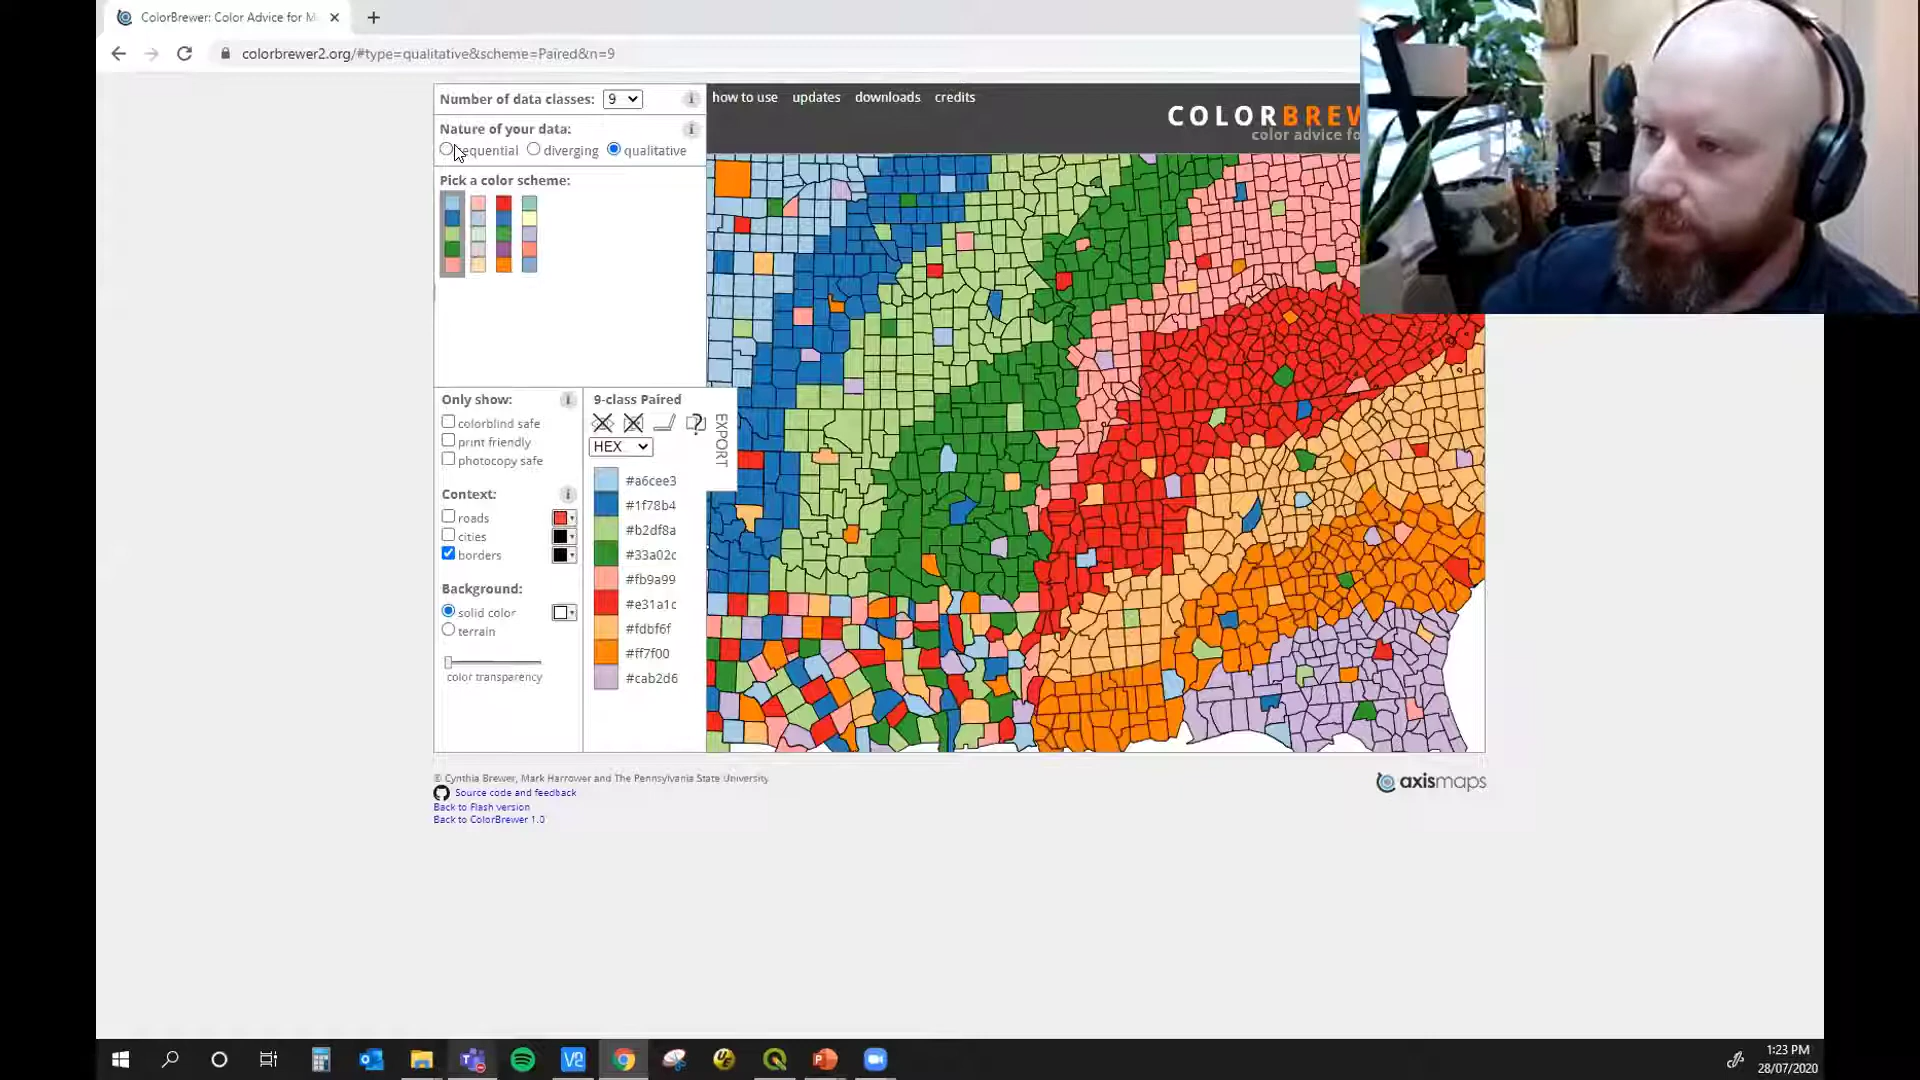 ColorBrewer: Color Advice for M
colorbrewer2.org/#type=qualitative&scheme=Paired&n=9
Number of data classes: 9
how to use updates downloads credits
COLORBREW
color advice fo
Nature of your data:
sequential diverging qualitative
Pick a color scheme:
Only show:
colorblind safe
print friendly
photocopy safe
Context:
roads
cities
borders
Background:
solid color
terrain
color transparency
9-class Paired
EXPORT
HEX
#a6cee3
#1f78b4
#b2df8a
#33a02c
#fb9a99
#e31a1c
#fdbf6f
#ff7f00
#cab2d6
© Cynthia Brewer, Mark Harrower and The Pennsylvania State University
Source code and feedback
Back to Flash version
Back to ColorBrewer 1.0
axismaps
1:23 PM
28/07/2020